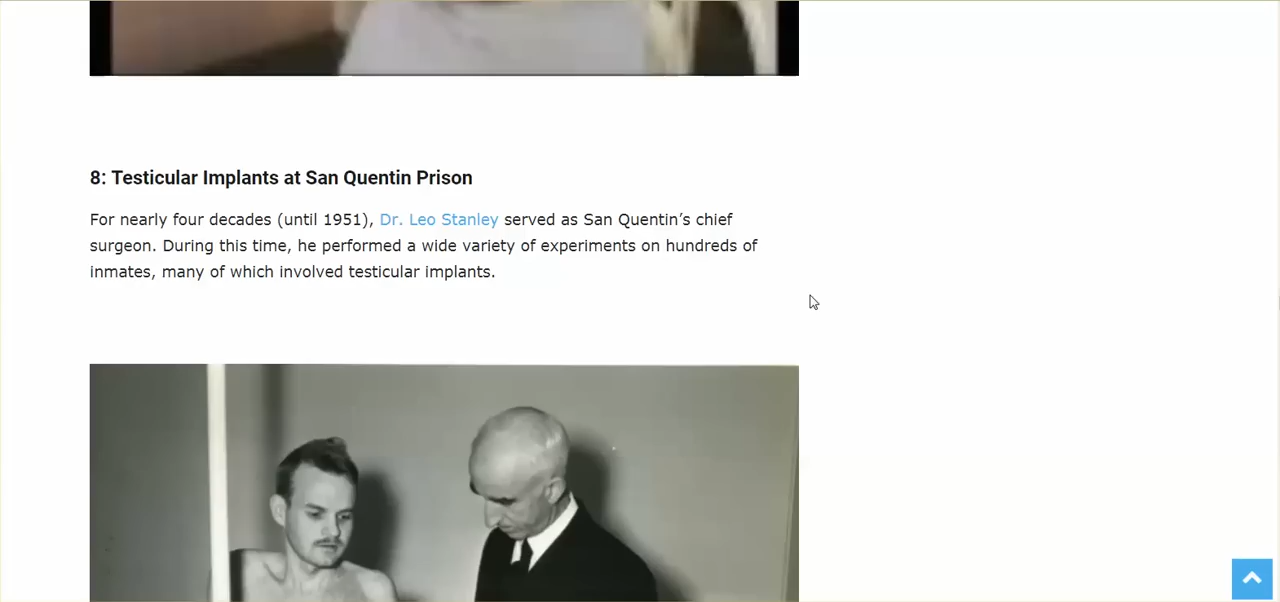 8: Testicular Implants at San Quentin Prison
For nearly four decades (until 1951), Dr. Leo Stanley served as San Quentin’s chief
surgeon. During this time, he performed a wide variety of experiments on hundreds of
inmates, many of which involved testicular implants.